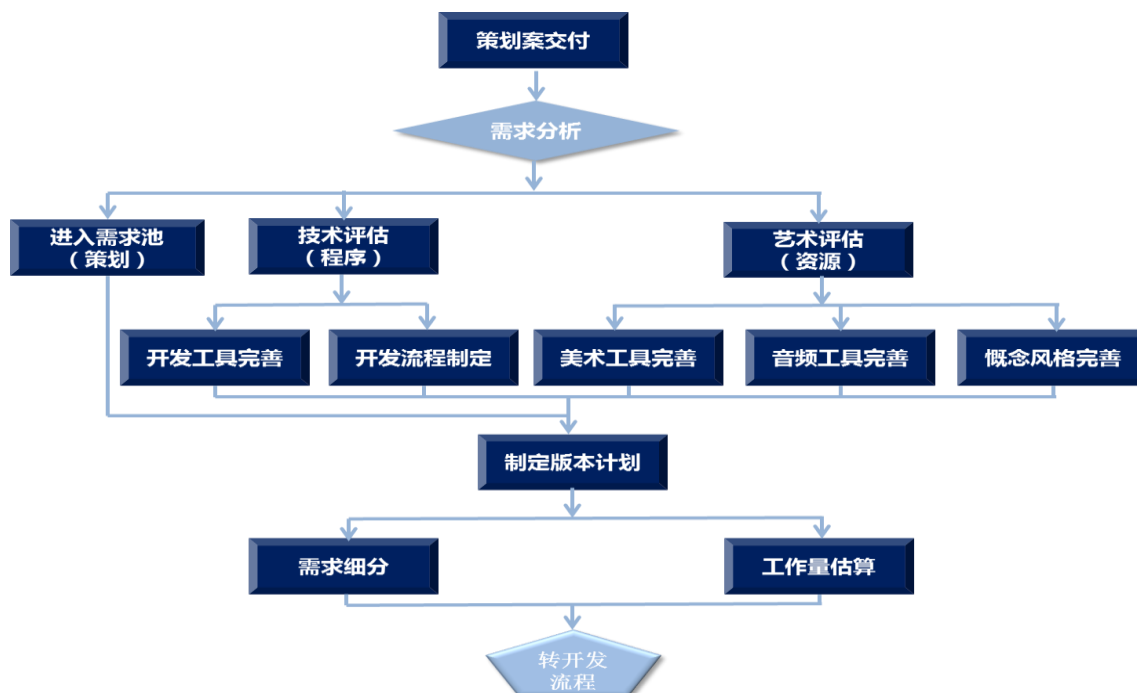 策划案交付
需求分析
进入需求池
（策划）
技术评估
（程序）
艺术评估
（资源）
开发工具完善
开发流程制定
美术工具完善
音频工具完善
慨念风格完善
制定版本计划
需求细分
工作量估算
转开发
流程